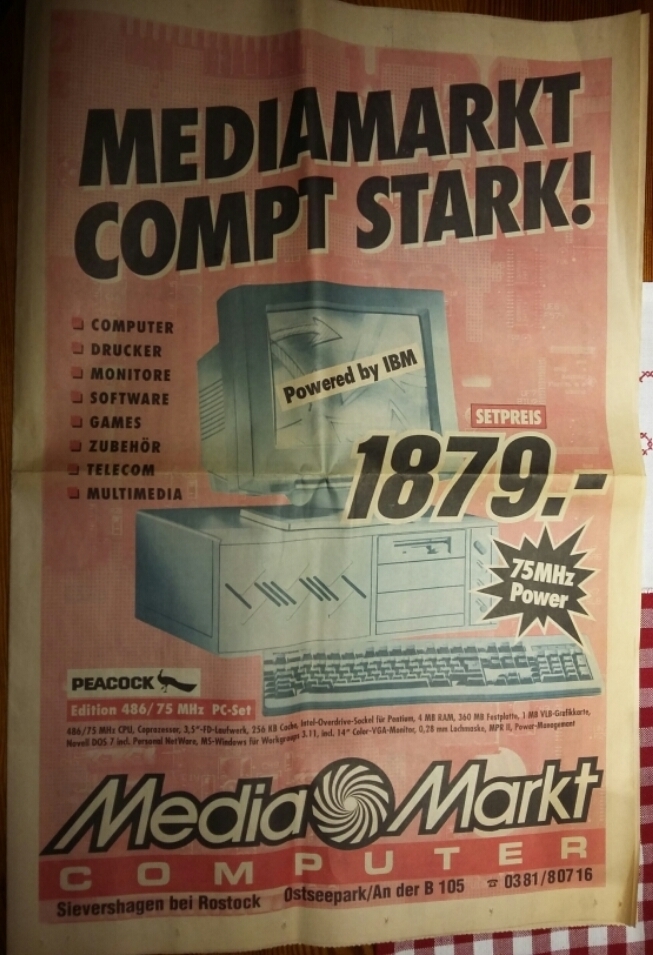 MEDIAMARKT
COMPT STARK!
COMPUTER
DRUCKER
MONITORE
SOFTWARE
GAMES
ZUBEHÖR
TELECOM
MULTIMEDIA
Powered by IBM
SETPREIS
1879.-
75MHz
Power
PEACOCK
Edition 486/75 MHz PC-Set
486/75 MHz CPU, Coprozessor, 3,5"-FD-Laufwerk, 256 KB Cache, Intel-Overdrive-Sockel für Pentium, 4 MB RAM, 360 MB Festplatte, 1 MB VLB-Grafikkarte,
Novell DOS 7 incl. Personal NetWare, MS-Windows für Workgroups 3.11, incl. 14" Color-VGA-Monitor, 0,28 mm Lochmaske, MPR II, Power-Management
Media Markt
COMPUTER
Sievershagen bei Rostock Ostseepark/An der B 105 ☎ 0381/80716